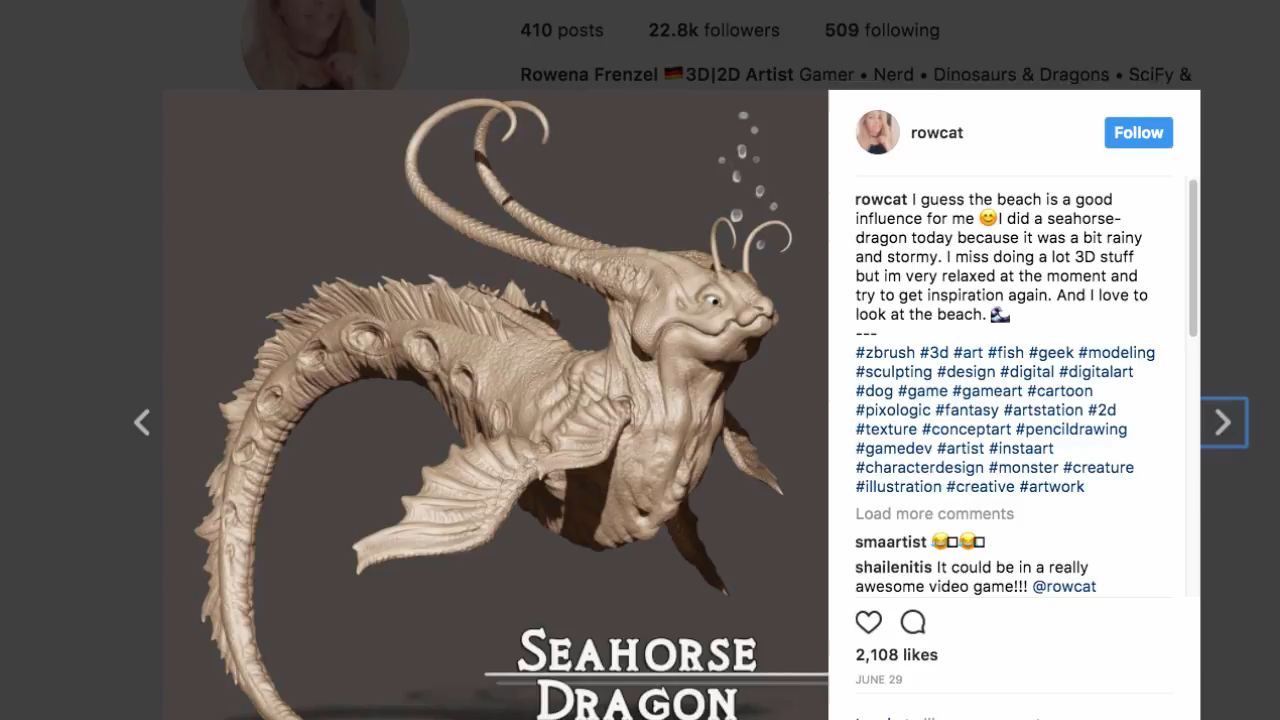 410 posts 22.8k followers 509 following
Rowena Frenzel 🇩🇪3D|2D Artist Gamer • Nerd • Dinosaurs & Dragons • SciFy &
rowcat
Follow
rowcat I guess the beach is a good
influence for me 😊I did a seahorse-
dragon today because it was a bit rainy
and stormy. I miss doing a lot 3D stuff
but im very relaxed at the moment and
try to get inspiration again. And I love to
look at the beach. 🌊
---
#zbrush #3d #art #fish #geek #modeling
#sculpting #design #digital #digitalart
#dog #game #gameart #cartoon
#pixologic #fantasy #artstation #2d
#texture #conceptart #pencildrawing
#gamedev #artist #instaart
#characterdesign #monster #creature
#illustration #creative #artwork
Load more comments
smaartist 😂□😂□
shailenitis It could be in a really
awesome video game!!! @rowcat
2,108 likes
JUNE 29
SEAHORSE
DRAGON